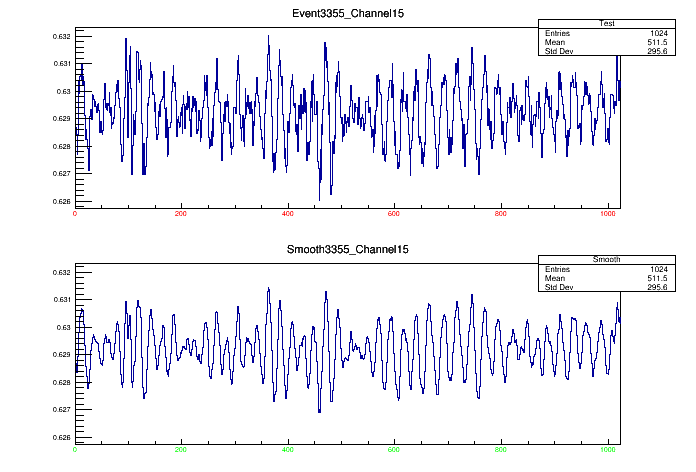 Event3355_Channel15
Test
Entries 1024
Mean 511.5
Std Dev 295.6
0.632
0.631
0.63
0.629
0.628
0.627
0.626
0 200 400 600 800 1000
Smooth3355_Channel15
Smooth
Entries 1024
Mean 511.5
Std Dev 295.6
0.632
0.631
0.63
0.629
0.628
0.627
0.626
0 200 400 600 800 1000